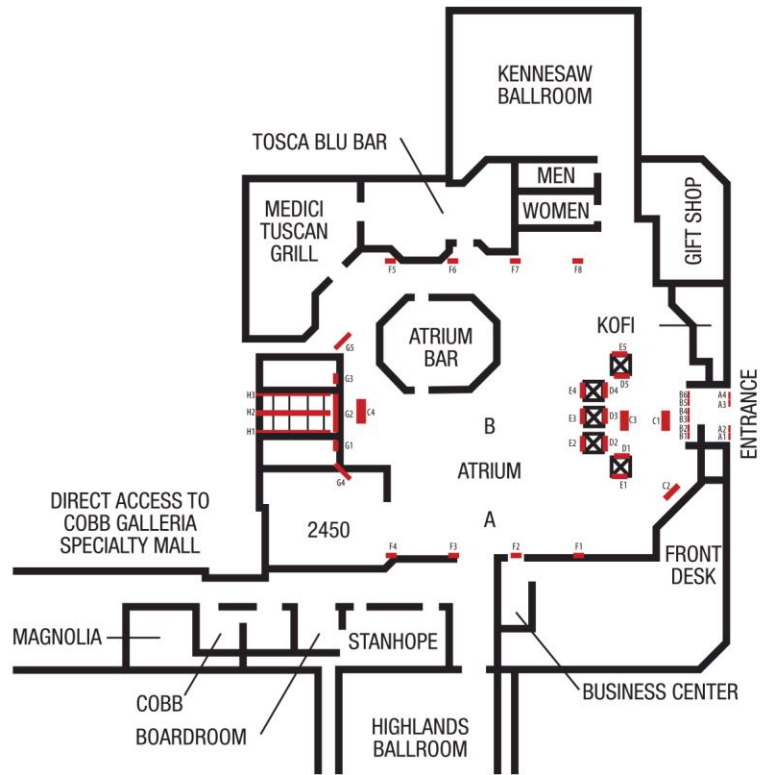 KENNESAW
BALLROOM
TOSCA BLU BAR
MEN
WOMEN
MEDICI
TUSCAN
GRILL
GIFT SHOP
F5
F6
F7
F8
KOFI
ATRIUM
BAR
G5
E5
D5
G3
H3
H2
H1
G2
C4
G1
G4
E4
D4
E3
D3
E2
D2
C3
C1
D1
E1
B6
B5
B4
B3
B2
B1
A4
A3
A2
A1
ENTRANCE
B
ATRIUM
A
C2
DIRECT ACCESS TO
COBB GALLERIA
SPECIALTY MALL
2450
F4
F3
F2
F1
FRONT
DESK
MAGNOLIA
STANHOPE
COBB
BOARDROOM
BUSINESS CENTER
HIGHLANDS
BALLROOM